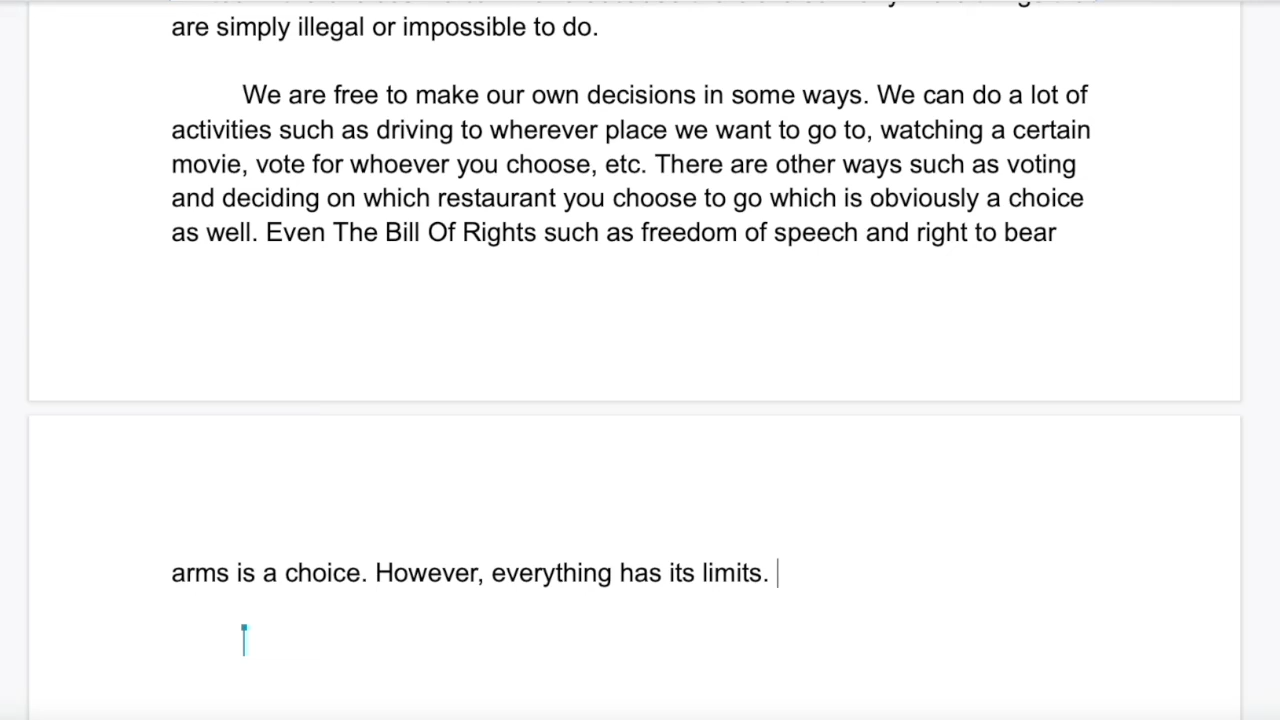 are simply illegal or impossible to do.
We are free to make our own decisions in some ways. We can do a lot of
activities such as driving to wherever place we want to go to, watching a certain
movie, vote for whoever you choose, etc. There are other ways such as voting
and deciding on which restaurant you choose to go which is obviously a choice
as well. Even The Bill Of Rights such as freedom of speech and right to bear
arms is a choice. However, everything has its limits.